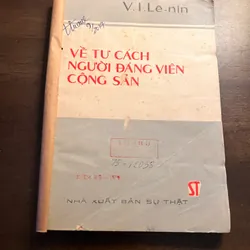 V. I. Lê-nin
VỀ TƯ CÁCH
NGƯỜI ĐẢNG VIÊN
CỘNG SẢN
ST
NHÀ XUẤT BẢN SỰ THẬT